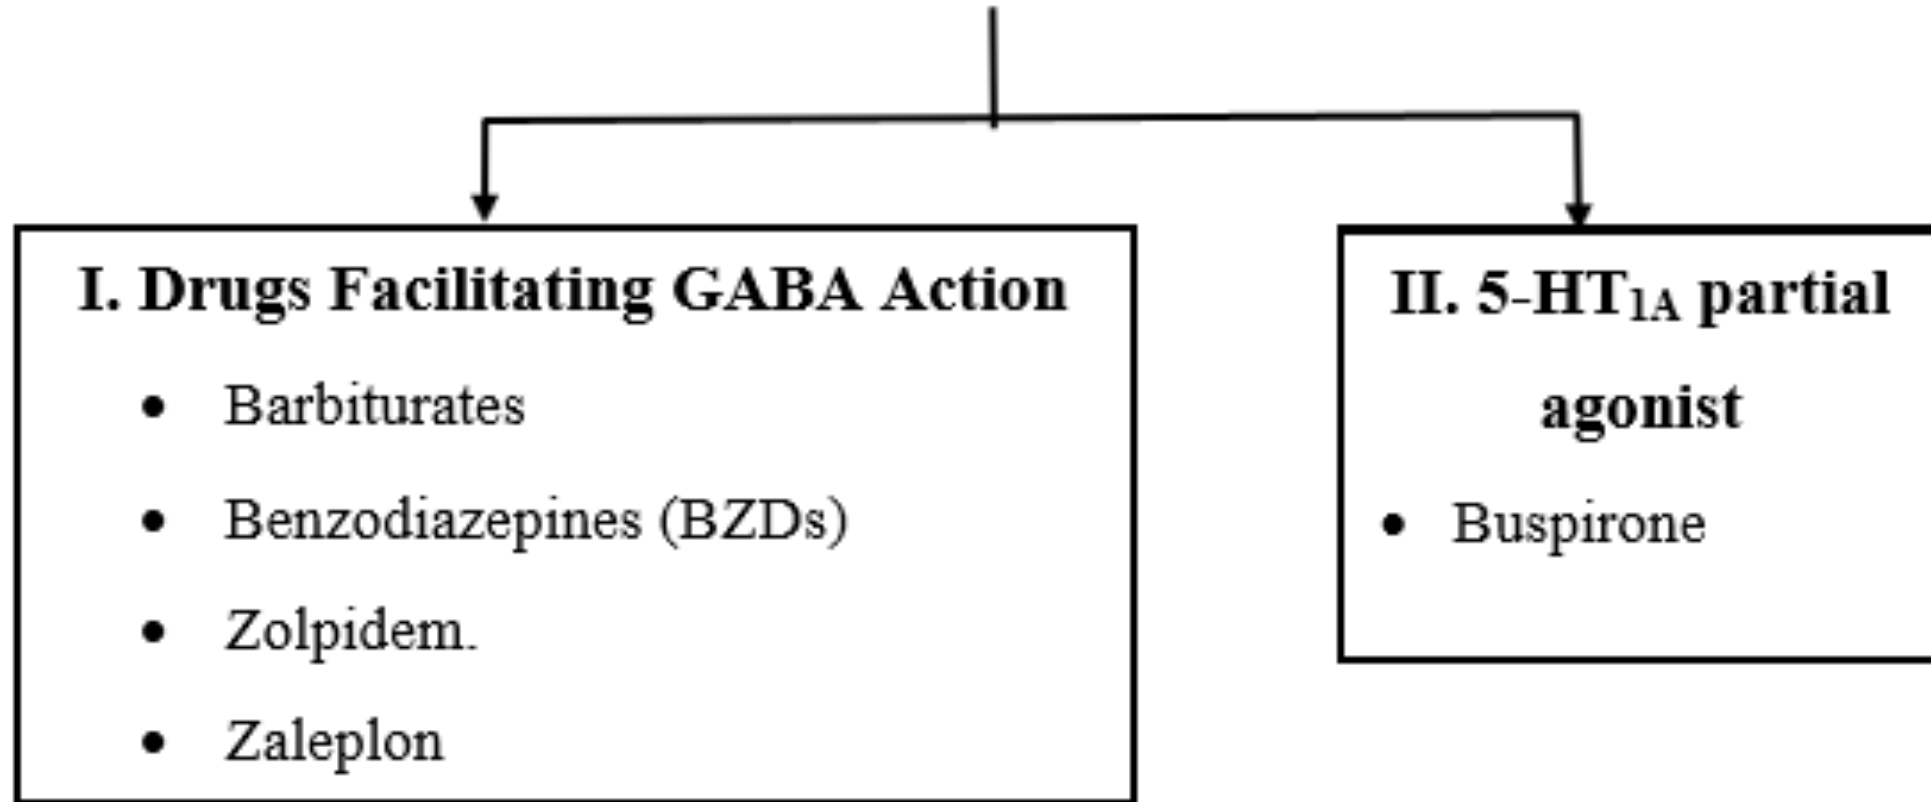 I. Drugs Facilitating GABA Action
• Barbiturates
• Benzodiazepines (BZDs)
• Zolpidem.
• Zaleplon
II. 5-HT₁A partial
agonist
• Buspirone